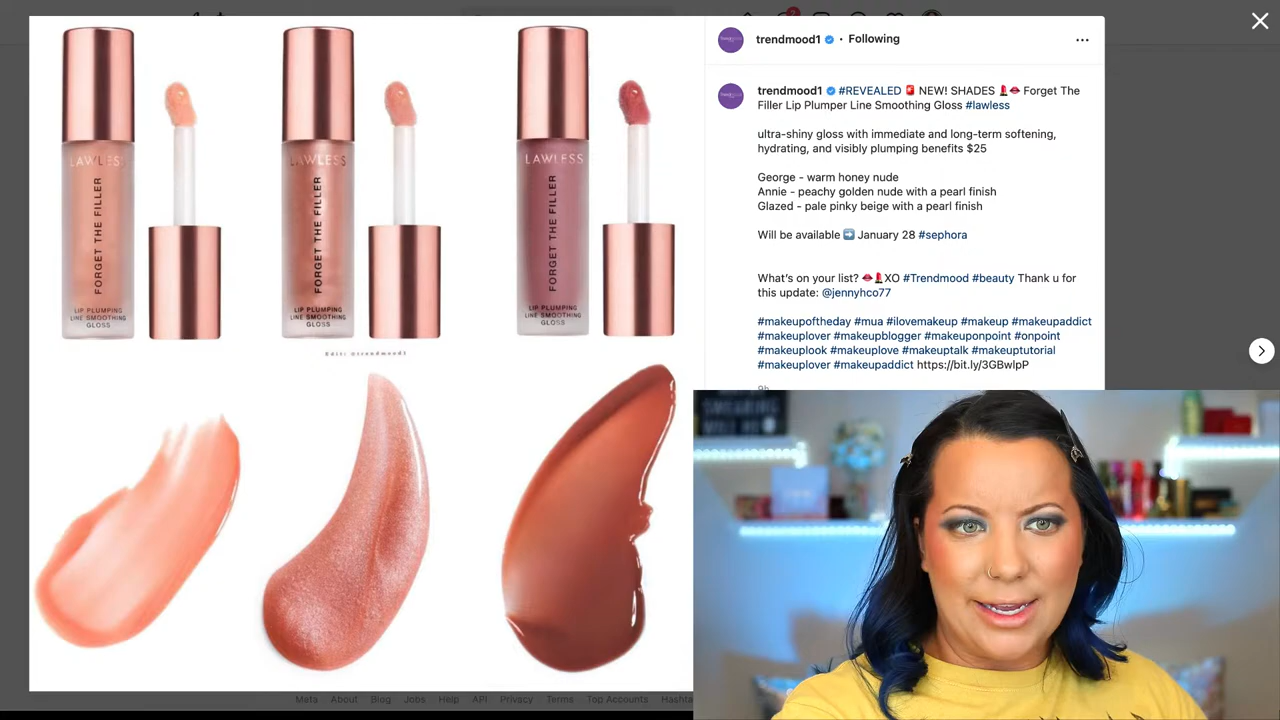 LAWESS
FORGET THE FILLER
LIP PLUMPING
LINE SMOOTHING
GLOSS
LAWLESS
FORGET THE FILLER
LIP PLUMPING
LINE SMOOTHING
GLOSS
LAWLESS
FORGET THE FILLER
LIP PLUMPING
LINE SMOOTHING
GLOSS
Edit: @trendmood1
trendmood1 • Following
trendmood1 #REVEALED 🚨 NEW! SHADES 💄👄 Forget The
Filler Lip Plumper Line Smoothing Gloss #lawless
ultra-shiny gloss with immediate and long-term softening,
hydrating, and visibly plumping benefits $25
George - warm honey nude
Annie - peachy golden nude with a pearl finish
Glazed - pale pinky beige with a pearl finish
Will be available ➡️ January 28 #sephora
What's on your list? 👄💄XO #Trendmood #beauty Thank u for
this update: @jennyhco77
#makeupoftheday #mua #ilovemakeup #makeup #makeupaddict
#makeuplover #makeupblogger #makeuponpoint #onpoint
#makeuplook #makeuplove #makeuptalk #makeuptutorial
#makeuplover #makeupaddict https://bit.ly/3GBwlpP
9h
SMEARING
Meta About Blog Jobs Help API Privacy Terms Top Accounts Hashta